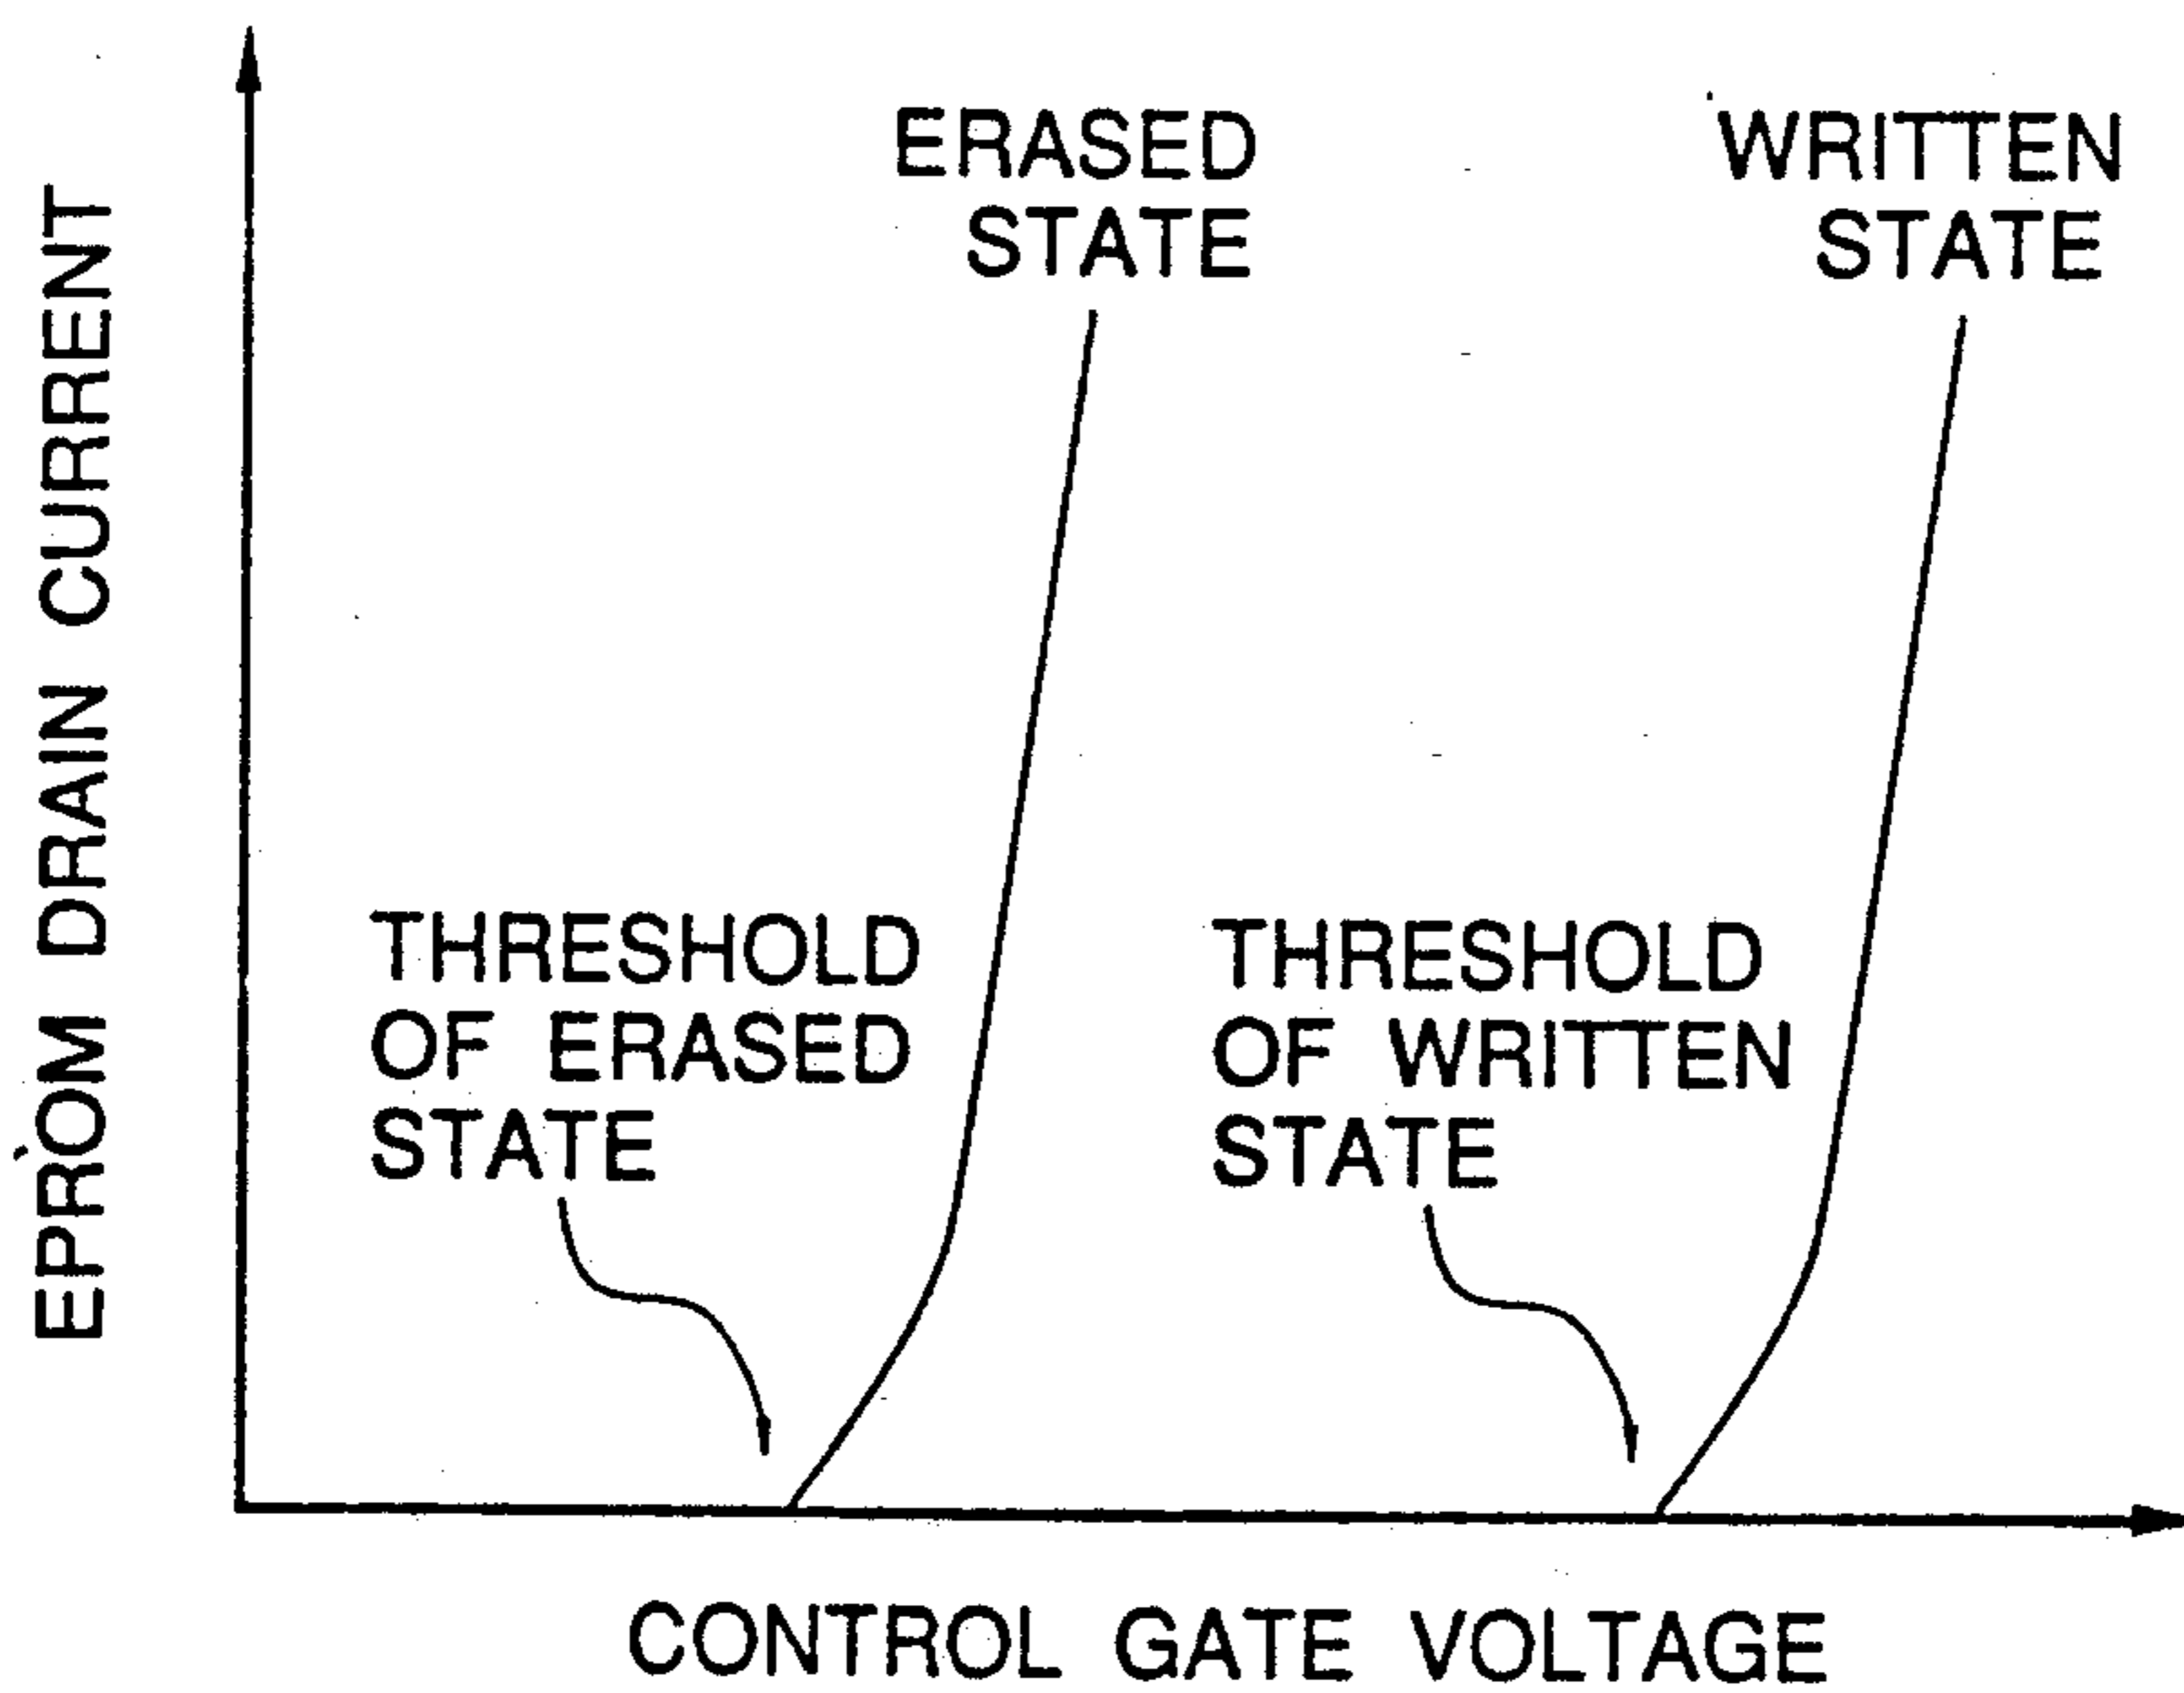 ERASED
STATE
WRITTEN
STATE
EPROM DRAIN CURRENT
THRESHOLD
OF ERASED
STATE
THRESHOLD
OF WRITTEN
STATE
CONTROL GATE VOLTAGE